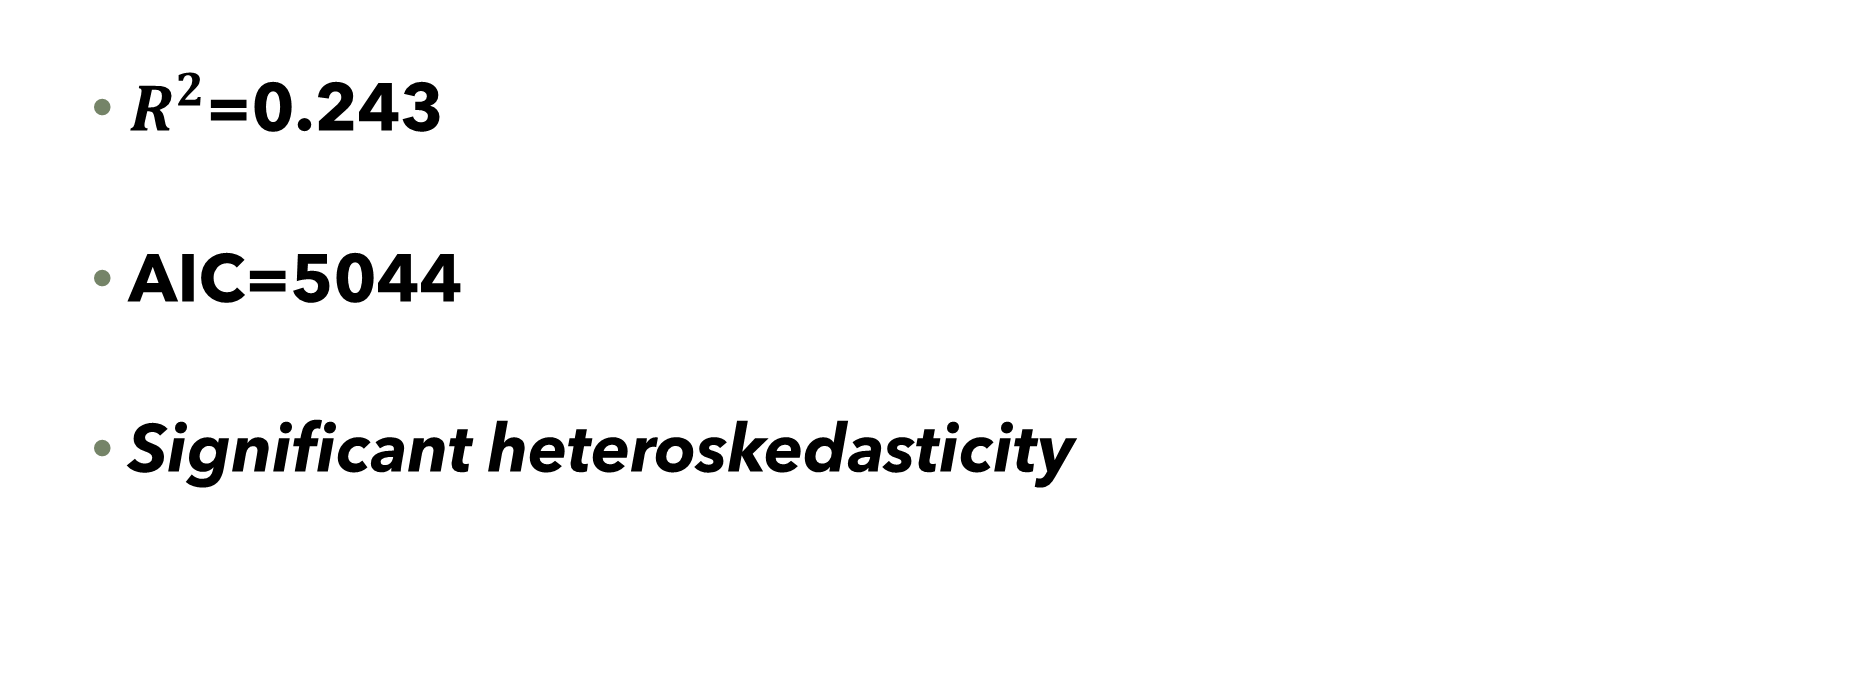 • R²=0.243
• AIC=5044
• Significant heteroskedasticity